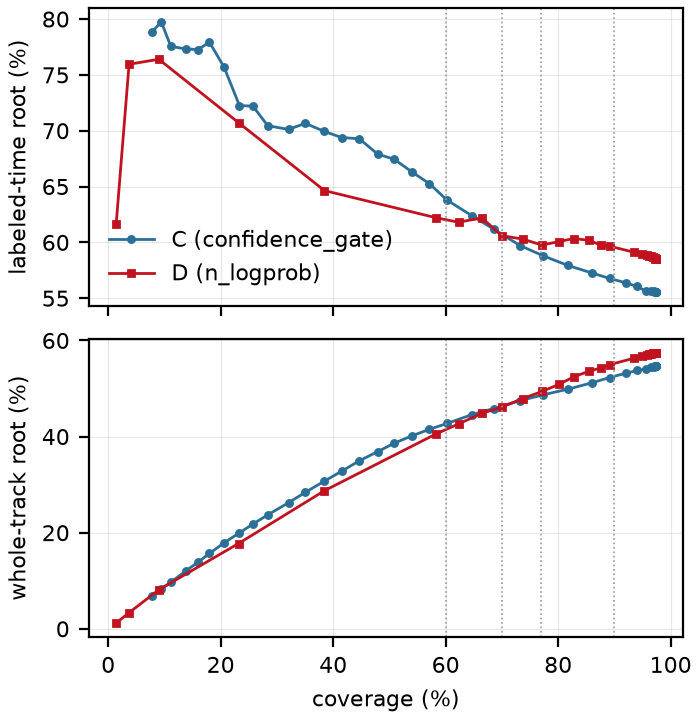 80
75
70
65
60
55
labeled-time root (%)
C (confidence_gate)
D (n_logprob)
60
40
20
0
whole-track root (%)
0 20 40 60 80 100
coverage (%)